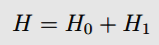 H = H₀ + H₁